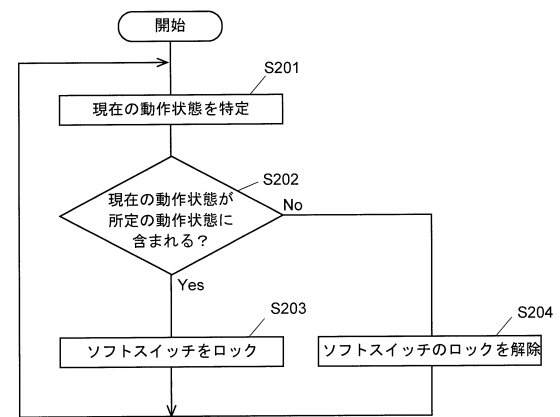 開始
S201
現在の動作状態を特定
S202
現在の動作状態が
所定の動作状態に
含まれる？
No
Yes
S203
ソフトスイッチをロック
S204
ソフトスイッチのロックを解除